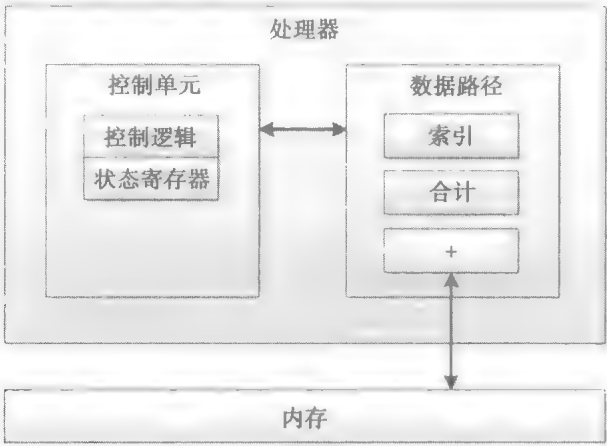 处理器
控制单元
控制逻辑
状态寄存器
数据路径
索引
合计
+
内存